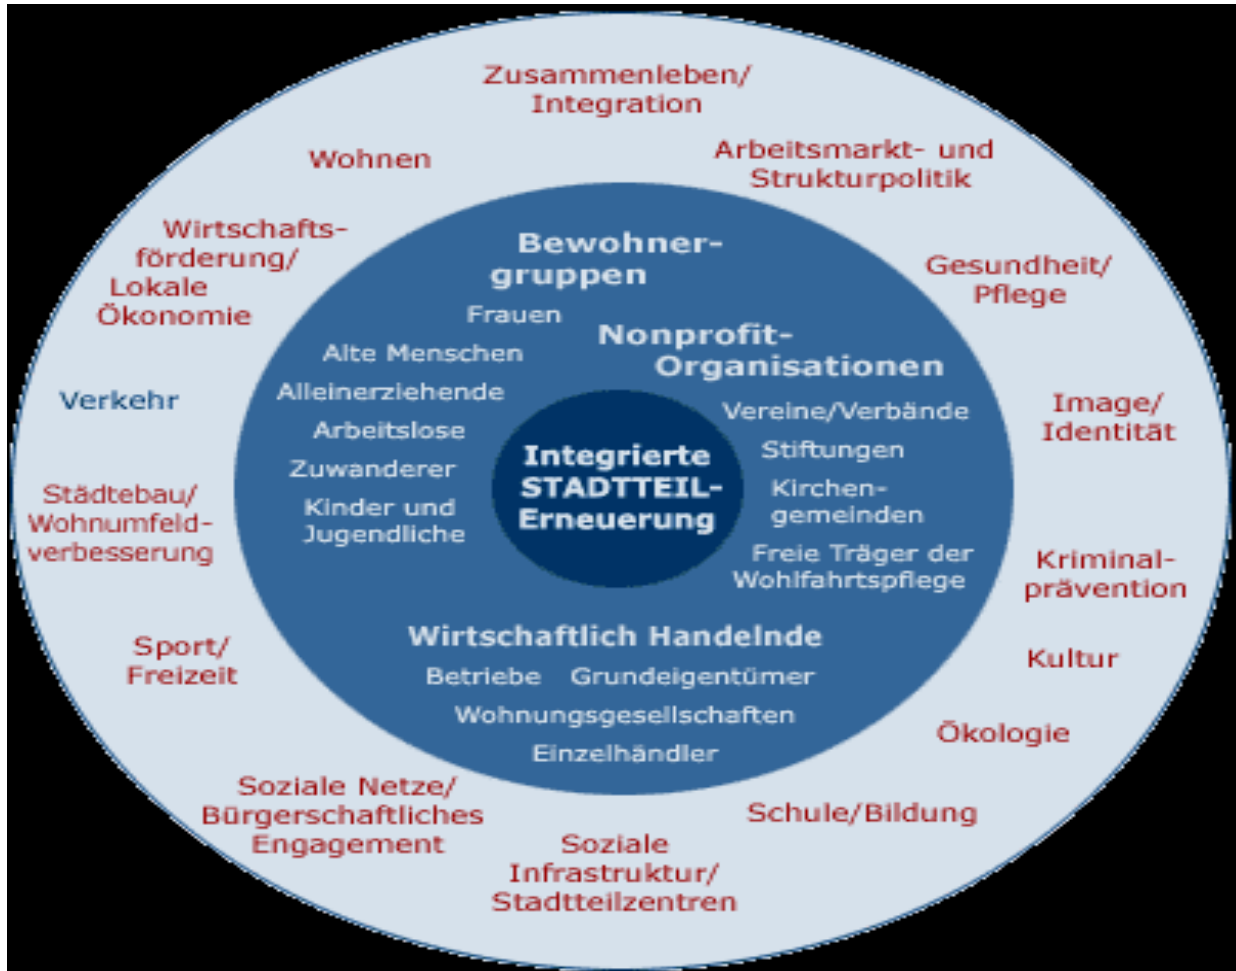 Zusammenleben/
Integration
Arbeitsmarkt- und
Strukturpolitik
Gesundheit/
Pflege
Image/
Identität
Kriminal-
prävention
Kultur
Ökologie
Schule/Bildung
Soziale
Infrastruktur/
Stadtteilzentren
Soziale Netze/
Bürgerschaftliches
Engagement
Sport/
Freizeit
Städtebau/
Wohnumfeld-
verbesserung
Verkehr
Wirtschafts-
förderung/
Lokale
Ökonomie
Wohnen
Bewohner-
gruppen
Frauen
Alte Menschen
Alleinerziehende
Arbeitslose
Zuwanderer
Kinder und
Jugendliche
Nonprofit-
Organisationen
Vereine/Verbände
Stiftungen
Kirchen-
gemeinden
Freie Träger der
Wohlfahrtspflege
Wirtschaftlich Handelnde
Betriebe Grundeigentümer
Wohnungsgesellschaften
Einzelhändler
Integrierte
STADTTEIL-
Erneuerung